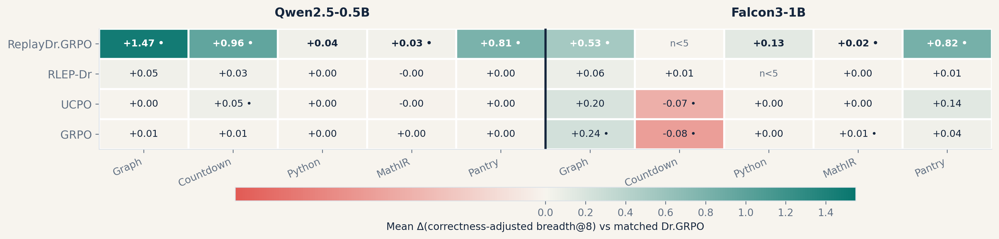 Qwen2.5-0.5B Falcon3-1B
ReplayDr.GRPO +1.47 • +0.96 • +0.04 +0.03 • +0.81 • +0.53 • n<5 +0.13 +0.02 • +0.82 •
RLEP-Dr +0.05 +0.03 +0.00 -0.00 +0.00 +0.06 +0.01 n<5 +0.00 +0.01
UCPO +0.00 +0.05 • +0.00 -0.00 +0.00 +0.20 -0.07 • +0.00 +0.00 +0.14
GRPO +0.01 +0.01 +0.00 +0.00 +0.00 +0.24 • -0.08 • +0.00 +0.01 • +0.04
Graph Countdown Python MathIR Pantry Graph Countdown Python MathIR Pantry
0.0 0.2 0.4 0.6 0.8 1.0 1.2 1.4
Mean Δ(correctness-adjusted breadth@8) vs matched Dr.GRPO